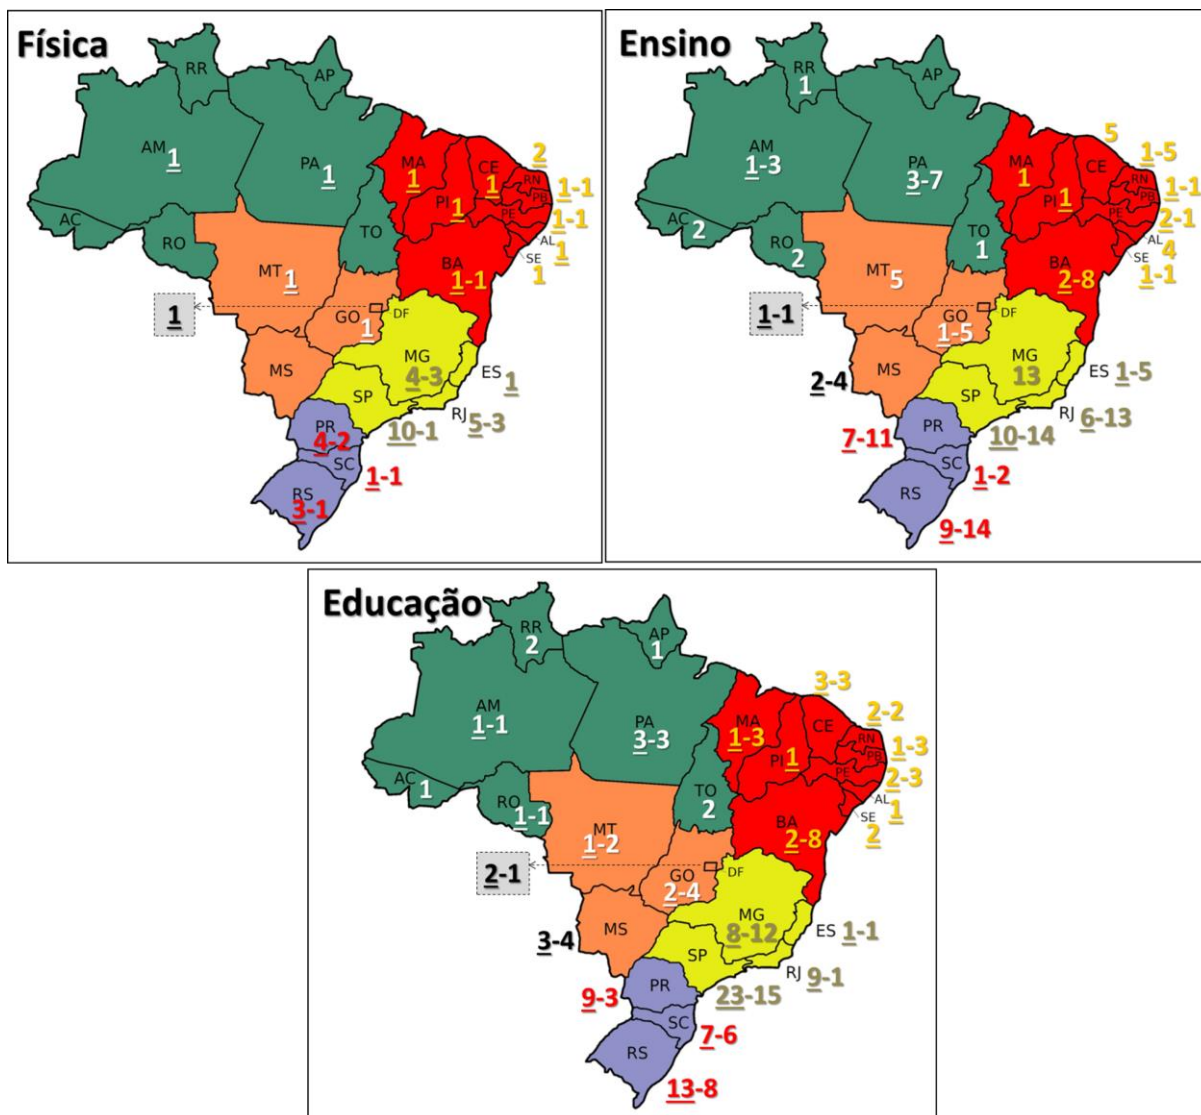 Física
RR
AP
AM
1
PA
1
MA
1
CE
1
2
RN
PB
1-1
PI
1
PE
1-1
AC
RO
TO
AL
1
SE
1
MT
1
BA
1-1
1
GO
1
DF
MS
MG
4-3
ES
1
SP
RJ
5-3
10-1
PR
4-2
SC
1-1
RS
3-1
Ensino
RR
1
AP
AM
1-3
PA
3-7
MA
1
CE
5
1-5
RN
PB
1-1
PI
1
PE
2-1
AC
2
RO
2
TO
1
AL
4
SE
1-1
MT
5
BA
2-8
1-1
GO
1-5
DF
MS
2-4
MG
13
ES
1-5
SP
RJ
6-13
10-14
PR
7-11
SC
1-2
RS
9-14
Educação
RR
2
AP
1
AM
1-1
PA
3-3
MA
1-3
CE
3-3
2-2
RN
PB
1-3
PI
1
PE
2-3
AC
1
RO
1-1
TO
2
AL
1
SE
2
MT
1-2
BA
2-8
2-1
GO
2-4
DF
MS
3-4
MG
8-12
ES
1-1
SP
RJ
9-1
23-15
PR
9-3
SC
7-6
RS
13-8